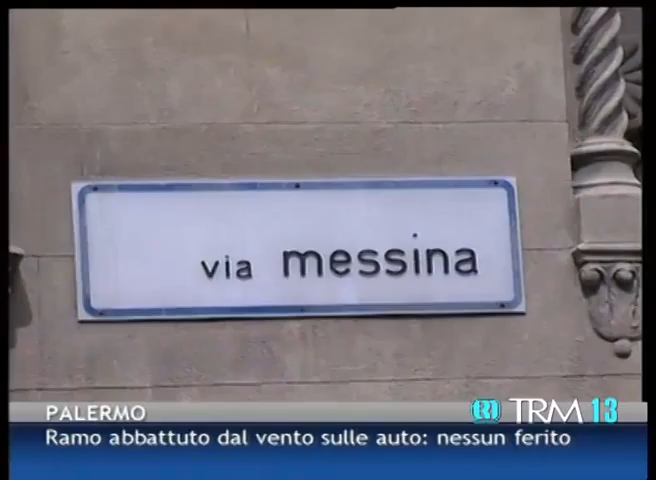 via messina
PALERMO
TRM 13
Ramo abbattuto dal vento sulle auto: nessun ferito